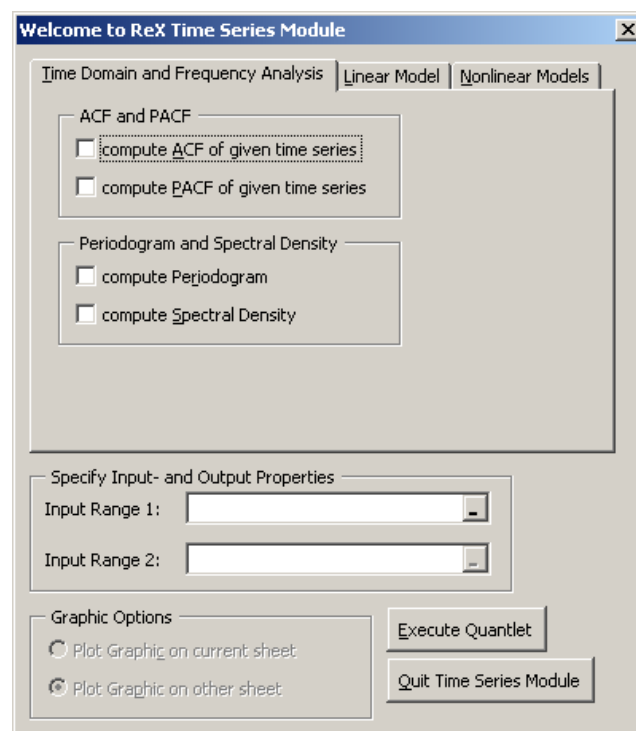 Welcome to ReX Time Series Module
Time Domain and Frequency Analysis
Linear Model
Nonlinear Models
ACF and PACF
compute ACF of given time series
compute PACF of given time series
Periodogram and Spectral Density
compute Periodogram
compute Spectral Density
Specify Input- and Output Properties
Input Range 1:
Input Range 2:
Graphic Options
Plot Graphic on current sheet
Plot Graphic on other sheet
Execute Quantlet
Quit Time Series Module